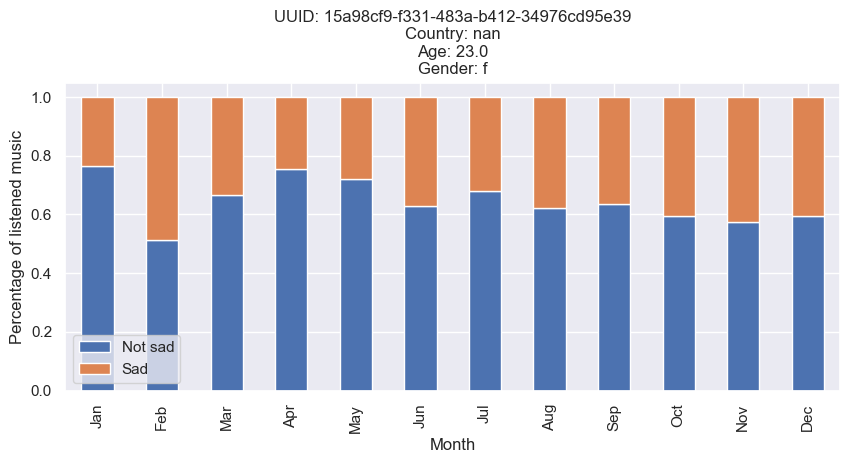 UUID: 15a98cf9-f331-483a-b412-34976cd95e39
Country: nan
Age: 23.0
Gender: f
Percentage of listened music
1.0
0.8
0.6
0.4
0.2
0.0
Not sad
Sad
Jan
Feb
Mar
Apr
May
Jun
Jul
Aug
Sep
Oct
Nov
Dec
Month